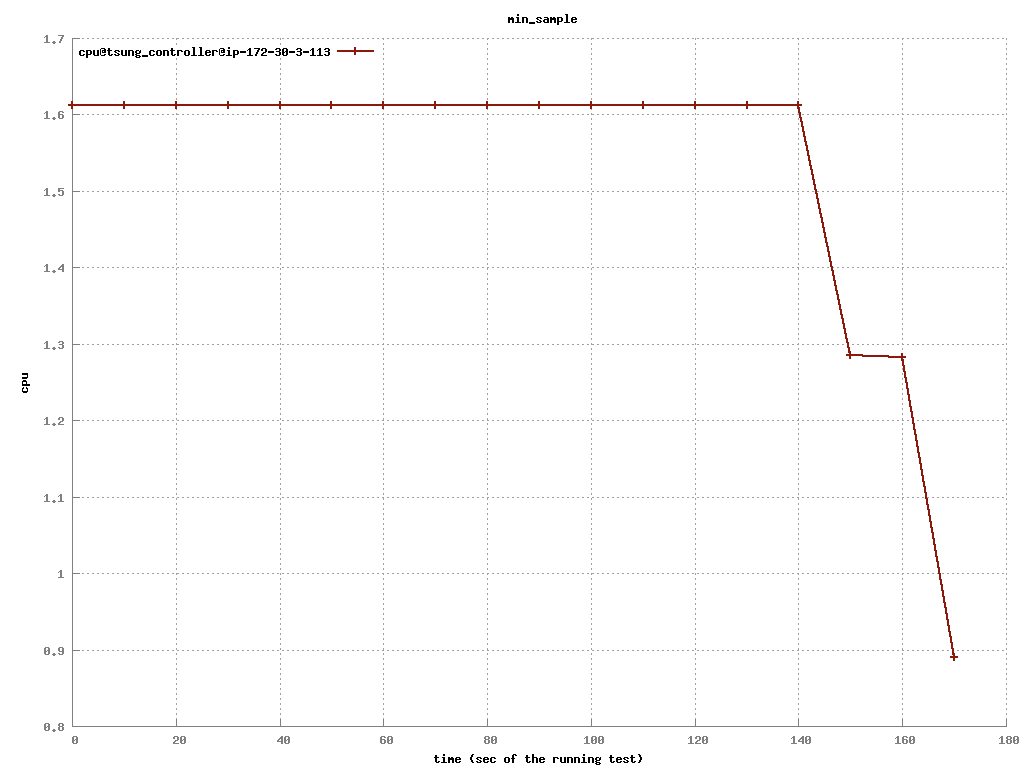 min_sample
cpu@tsung_controller@ip-172-30-3-113
1.7
1.6
1.5
1.4
1.3
1.2
1.1
1
0.9
0.8
cpu
0 20 40 60 80 100 120 140 160 180
time (sec of the running test)